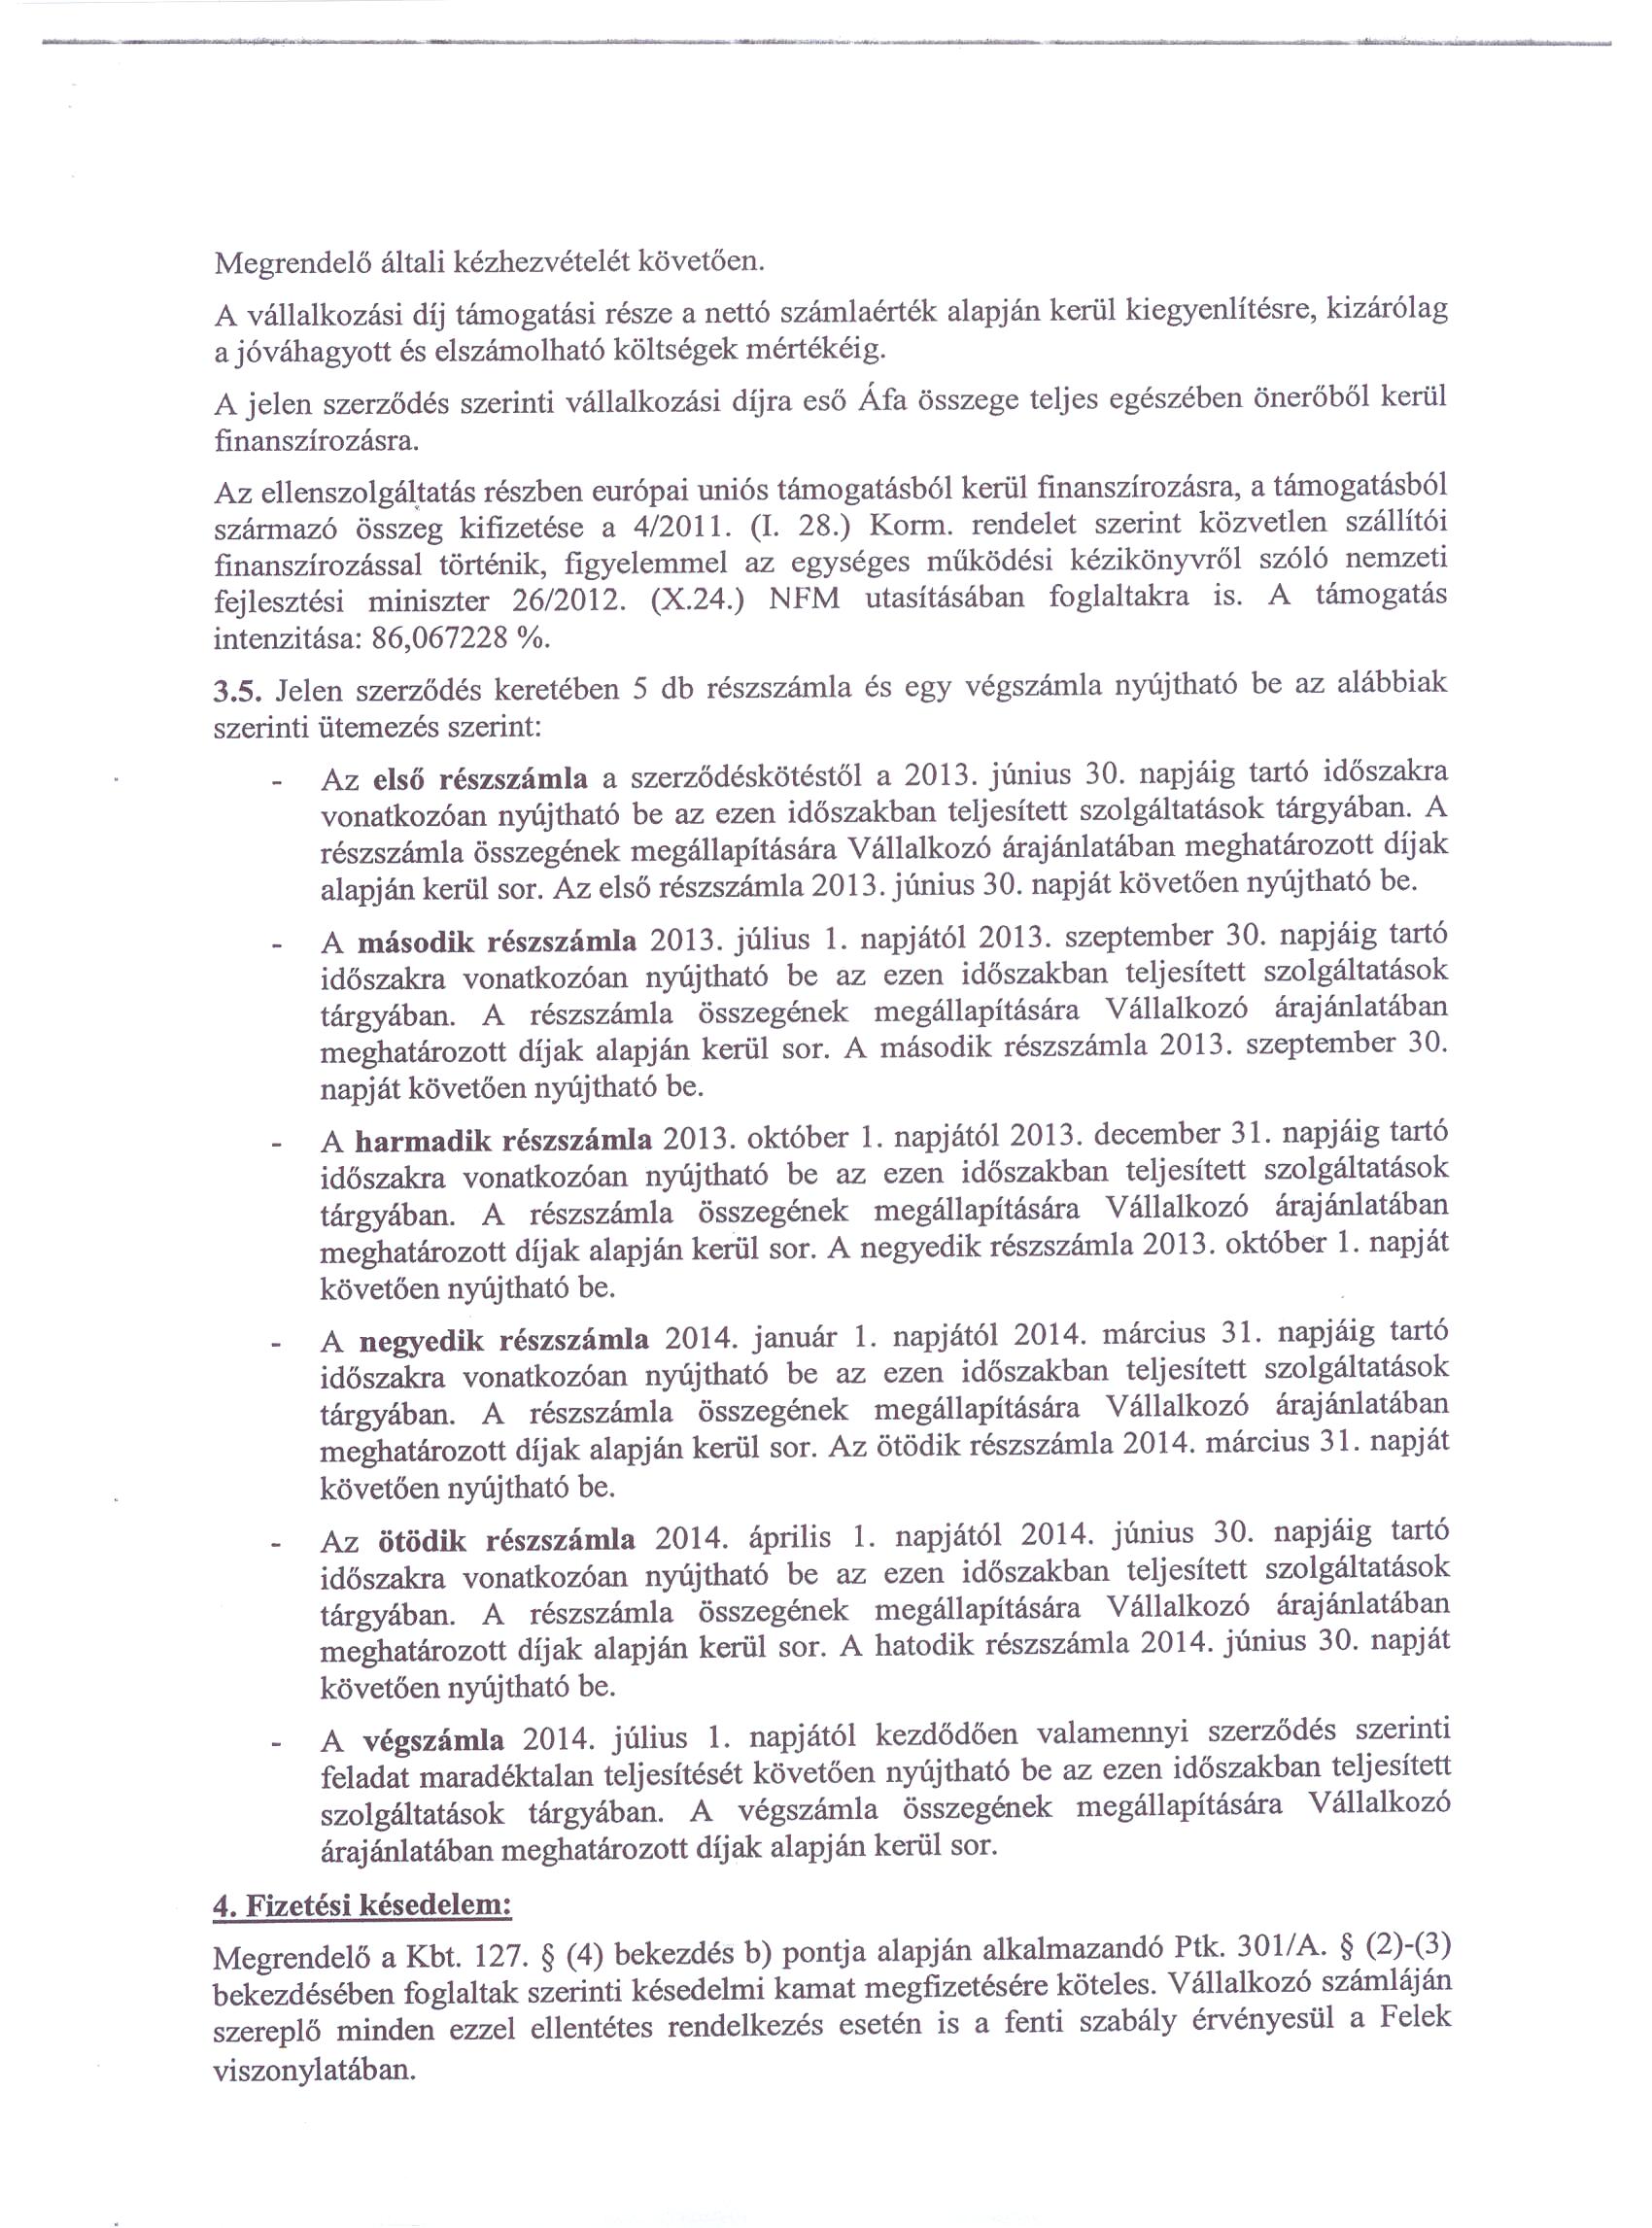 Megrendelő általi kézhezvételét követően.
A vállalkozási díj támogatási része a nettó számlaérték alapján kerül kiegyenlítésre, kizárólag
a jóváhagyott és elszámolható költségek mértékéig.
A jelen szerződés szerinti vállalkozási díjra eső Áfa összege teljes egészében önerőből kerül
finanszírozásra.
Az ellenszolgáltatás részben európai uniós támogatásból kerül finanszírozásra, a támogatásból
származó összeg kifizetése a 4/2011. (I. 28.) Korm. rendelet szerint közvetlen szállítói
finanszírozással történik, figyelemmel az egységes működési kézikönyvről szóló nemzeti
fejlesztési miniszter 26/2012. (X.24.) NFM utasításában foglaltakra is. A támogatás
intenzitása: 86,067228 %.
3.5. Jelen szerződés keretében 5 db részszámla és egy végszámla nyújtható be az alábbiak
szerinti ütemezés szerint:
- Az első részszámla a szerződéskötéstől a 2013. június 30. napjáig tartó időszakra
vonatkozóan nyújtható be az ezen időszakban teljesített szolgáltatások tárgyában. A
részszámla összegének megállapítására Vállalkozó árajánlatában meghatározott díjak
alapján kerül sor. Az első részszámla 2013. június 30. napját követően nyújtható be.
- A második részszámla 2013. július 1. napjától 2013. szeptember 30. napjáig tartó
időszakra vonatkozóan nyújtható be az ezen időszakban teljesített szolgáltatások
tárgyában. A részszámla összegének megállapítására Vállalkozó árajánlatában
meghatározott díjak alapján kerül sor. A második részszámla 2013. szeptember 30.
napját követően nyújtható be.
- A harmadik részszámla 2013. október 1. napjától 2013. december 31. napjáig tartó
időszakra vonatkozóan nyújtható be az ezen időszakban teljesített szolgáltatások
tárgyában. A részszámla összegének megállapítására Vállalkozó árajánlatában
meghatározott díjak alapján kerül sor. A negyedik részszámla 2013. október 1. napját
követően nyújtható be.
- A negyedik részszámla 2014. január 1. napjától 2014. március 31. napjáig tartó
időszakra vonatkozóan nyújtható be az ezen időszakban teljesített szolgáltatások
tárgyában. A részszámla összegének megállapítására Vállalkozó árajánlatában
meghatározott díjak alapján kerül sor. Az ötödik részszámla 2014. március 31. napját
követően nyújtható be.
- Az ötödik részszámla 2014. április 1. napjától 2014. június 30. napjáig tartó
időszakra vonatkozóan nyújtható be az ezen időszakban teljesített szolgáltatások
tárgyában. A részszámla összegének megállapítására Vállalkozó árajánlatában
meghatározott díjak alapján kerül sor. A hatodik részszámla 2014. június 30. napját
követően nyújtható be.
- A végszámla 2014. július 1. napjától kezdődően valamennyi szerződés szerinti
feladat maradéktalan teljesítését követően nyújtható be az ezen időszakban teljesített
szolgáltatások tárgyában. A végszámla összegének megállapítására Vállalkozó
árajánlatában meghatározott díjak alapján kerül sor.
4. Fizetési késedelem:
Megrendelő a Kbt. 127. § (4) bekezdés b) pontja alapján alkalmazandó Ptk. 301/A. § (2)-(3)
bekezdésében foglaltak szerinti késedelmi kamat megfizetésére köteles. Vállalkozó számláján
szereplő minden ezzel ellentétes rendelkezés esetén is a fenti szabály érvényesül a Felek
viszonylatában.